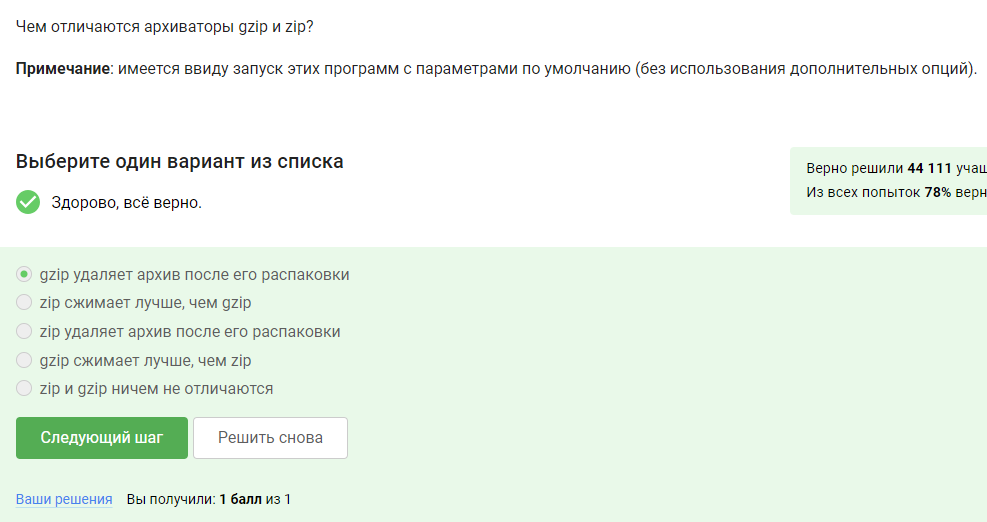 Чем отличаются архиваторы gzip и zip?
Примечание: имеется ввиду запуск этих программ с параметрами по умолчанию (без использования дополнительных опций).
Выберите один вариант из списка
Здорово, всё верно.
Верно решили 44 111
Из всех попыток 78%
gzip удаляет архив после его распаковки
zip сжимает лучше, чем gzip
zip удаляет архив после его распаковки
gzip сжимает лучше, чем zip
zip и gzip ничем не отличаются
Следующий шаг Решить снова
Ваши решения Вы получили: 1 балл из 1